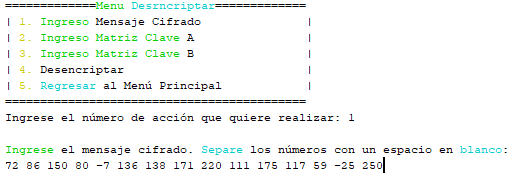 =============Menu Desrncriptar=============
| 1. Ingreso Mensaje Cifrado |
| 2. Ingreso Matriz Clave A |
| 3. Ingreso Matriz Clave B |
| 4. Desencriptar |
| 5. Regresar al Menú Principal |
===========================================
Ingrese el número de acción que quiere realizar: 1
Ingrese el mensaje cifrado. Separe los números con un espacio en blanco:
72 86 150 80 -7 136 138 171 220 111 175 117 59 -25 250